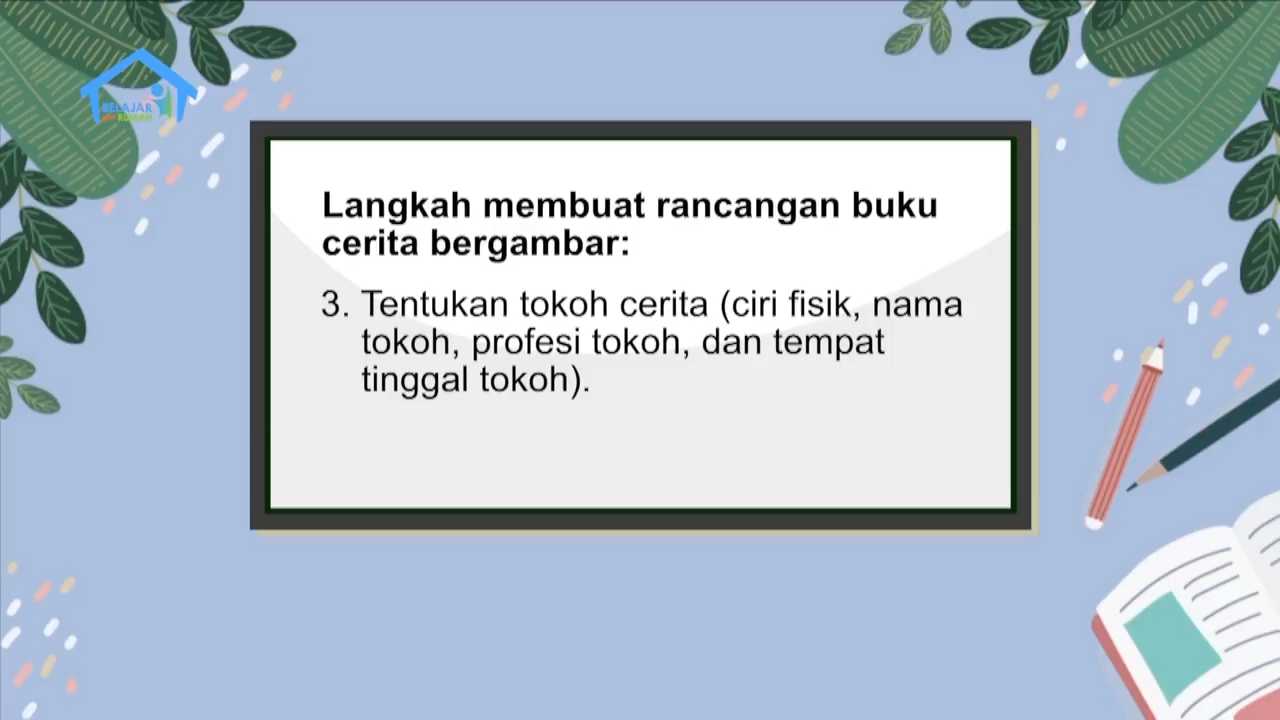 BELAJAR
RUMAH
Langkah membuat rancangan buku
cerita bergambar:
3. Tentukan tokoh cerita (ciri fisik, nama
tokoh, profesi tokoh, dan tempat
tinggal tokoh).